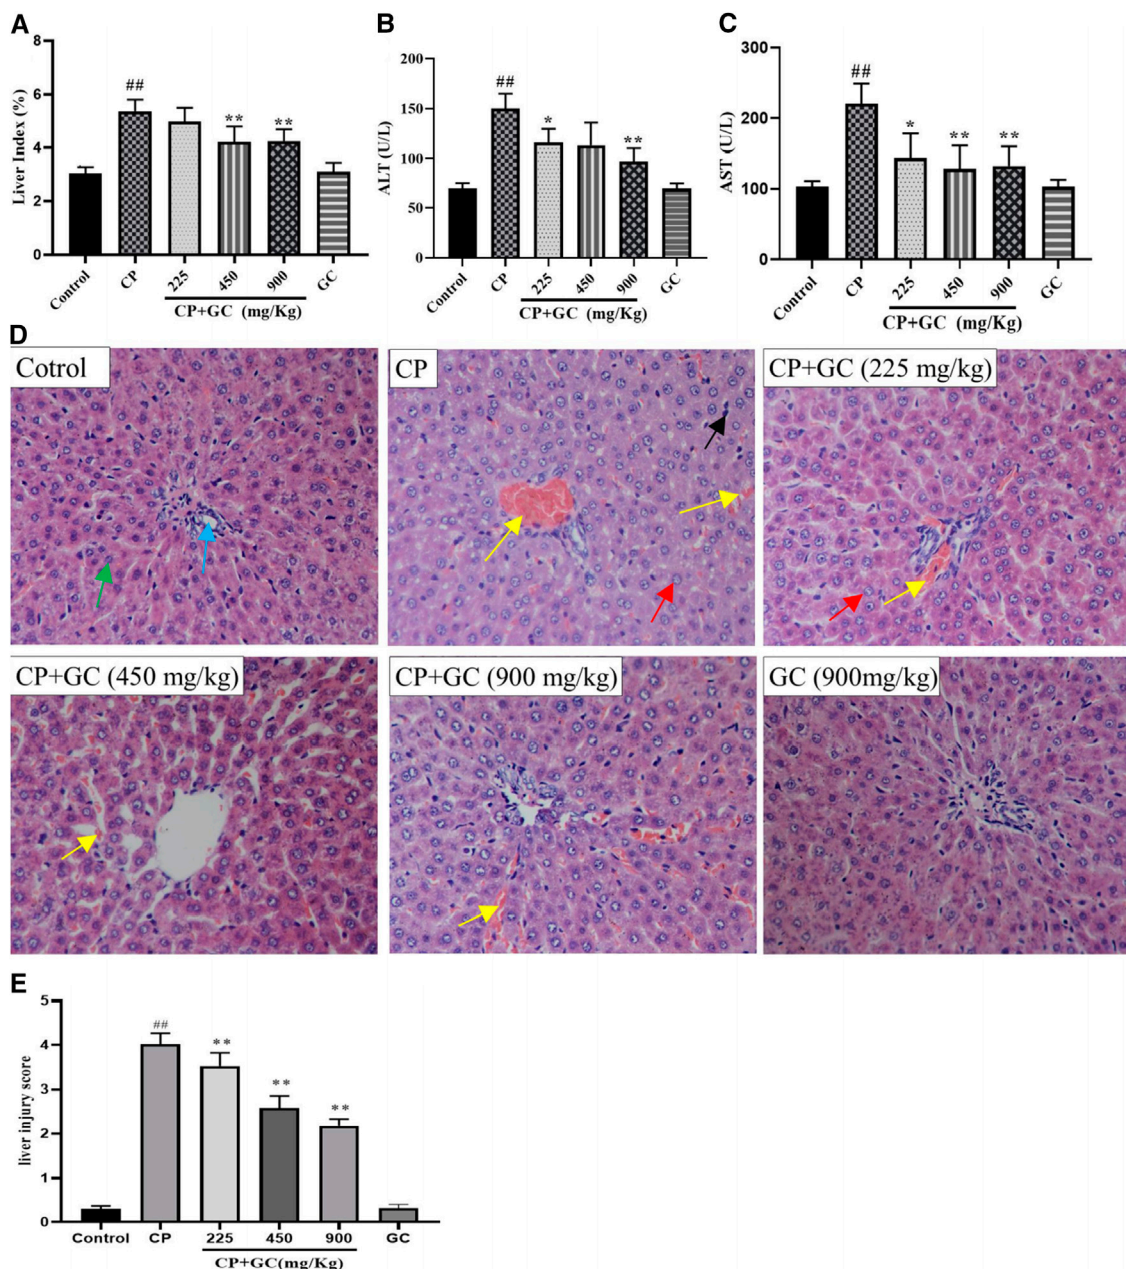 A
8
6
4
2
0
Liver Index (%)
##
**
**
Control
CP
225
450
900
GC
CP+GC (mg/Kg)
B
200
150
100
50
0
ALT (U/L)
##
*
**
Control
CP
225
450
900
GC
CP+GC (mg/Kg)
C
300
200
100
0
AST (U/L)
##
*
**
**
Control
CP
225
450
900
GC
CP+GC (mg/Kg)
D
Cotrol
CP
CP+GC (225 mg/kg)
CP+GC (450 mg/kg)
CP+GC (900 mg/kg)
GC (900mg/kg)
E
5
4
3
2
1
0
liver injury score
##
**
**
**
Control
CP
225
450
900
GC
CP+GC(mg/Kg)